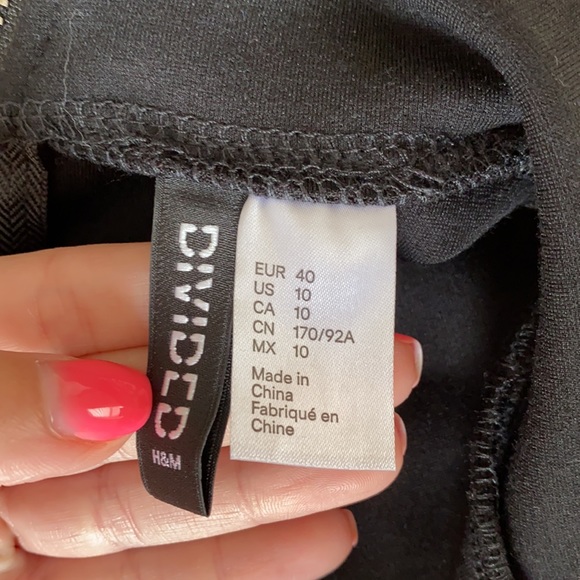 DIVIDED
H&M
EUR 40
US 10
CA 10
CN 170/92A
MX 10
Made in
China
Fabriqué en
Chine